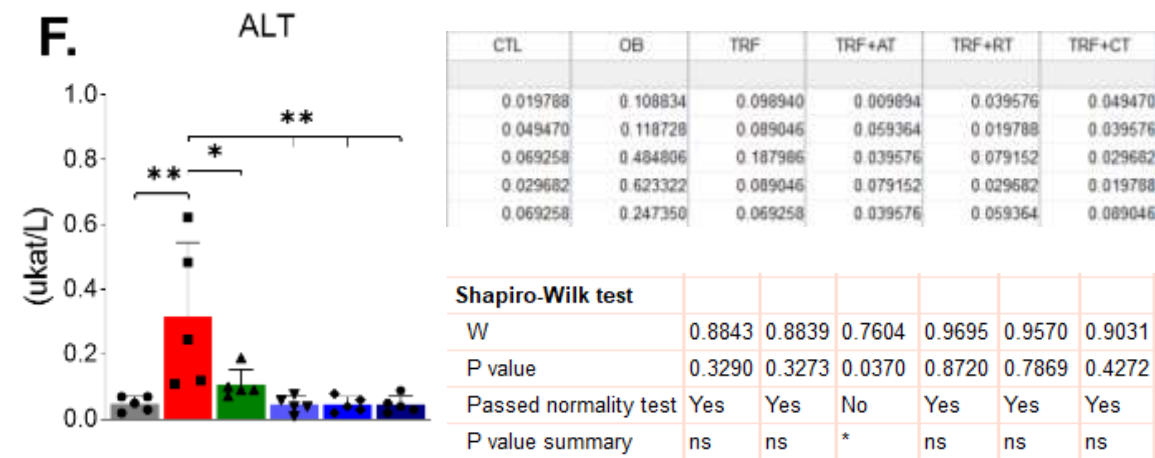 F.
ALT
(ukat/L)
1.0
0.8
0.6
0.4
0.2
0.0
**
*
**
CTL OB TRF TRF+AT TRF+RT TRF+CT
0.019788 0.108834 0.098940 0.009894 0.039576 0.049470
0.049470 0.118728 0.089046 0.059364 0.019788 0.039576
0.069258 0.484806 0.187986 0.039576 0.079152 0.029682
0.029682 0.623322 0.089046 0.079152 0.029682 0.019788
0.069258 0.247350 0.069258 0.039576 0.059364 0.089046
Shapiro-Wilk test
W 0.8843 0.8839 0.7604 0.9695 0.9570 0.9031
P value 0.3290 0.3273 0.0370 0.8720 0.7869 0.4272
Passed normality test Yes Yes No Yes Yes Yes
P value summary ns ns * ns ns ns